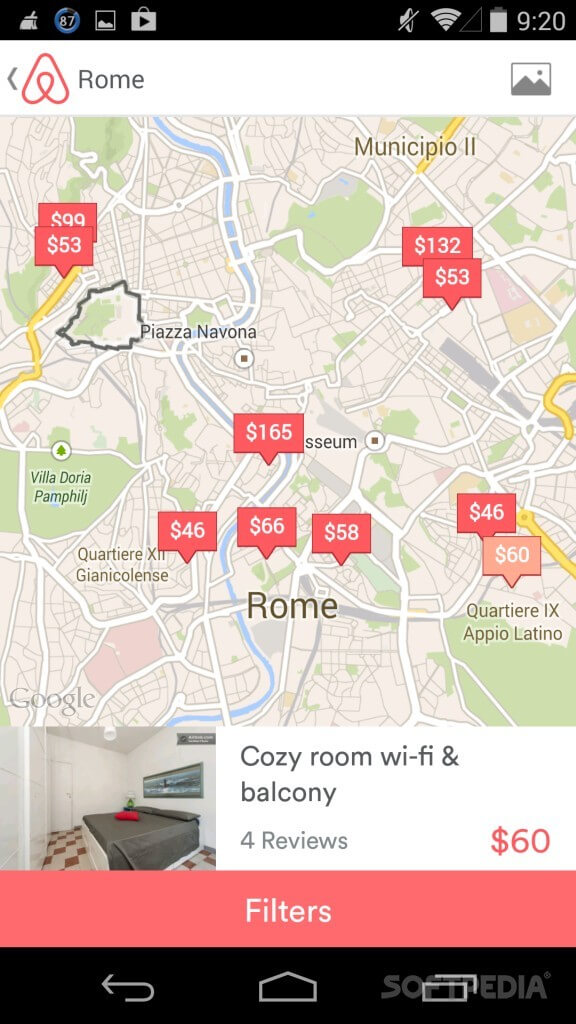 87
9:20
Rome
Municipio II
$99
$53
$132
$53
Piazza Navona
$165
sseum
Villa Doria
Pamphilj
$46
$66
$58
$46
$60
Quartiere XII
Gianicolense
Rome
Quartiere IX
Appio Latino
Google
Cozy room wi-fi &
balcony
4 Reviews
$60
Filters
SOFTPEDIA®